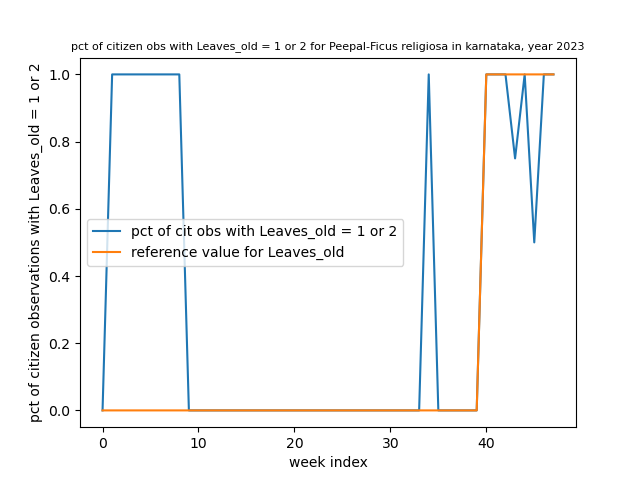 pct of citizen obs with Leaves_old = 1 or 2 for Peepal-Ficus religiosa in karnataka, year 2023
pct of citizen observations with Leaves_old = 1 or 2
1.0
0.8
0.6
0.4
0.2
0.0
pct of cit obs with Leaves_old = 1 or 2
reference value for Leaves_old
0
10
20
30
40
week index